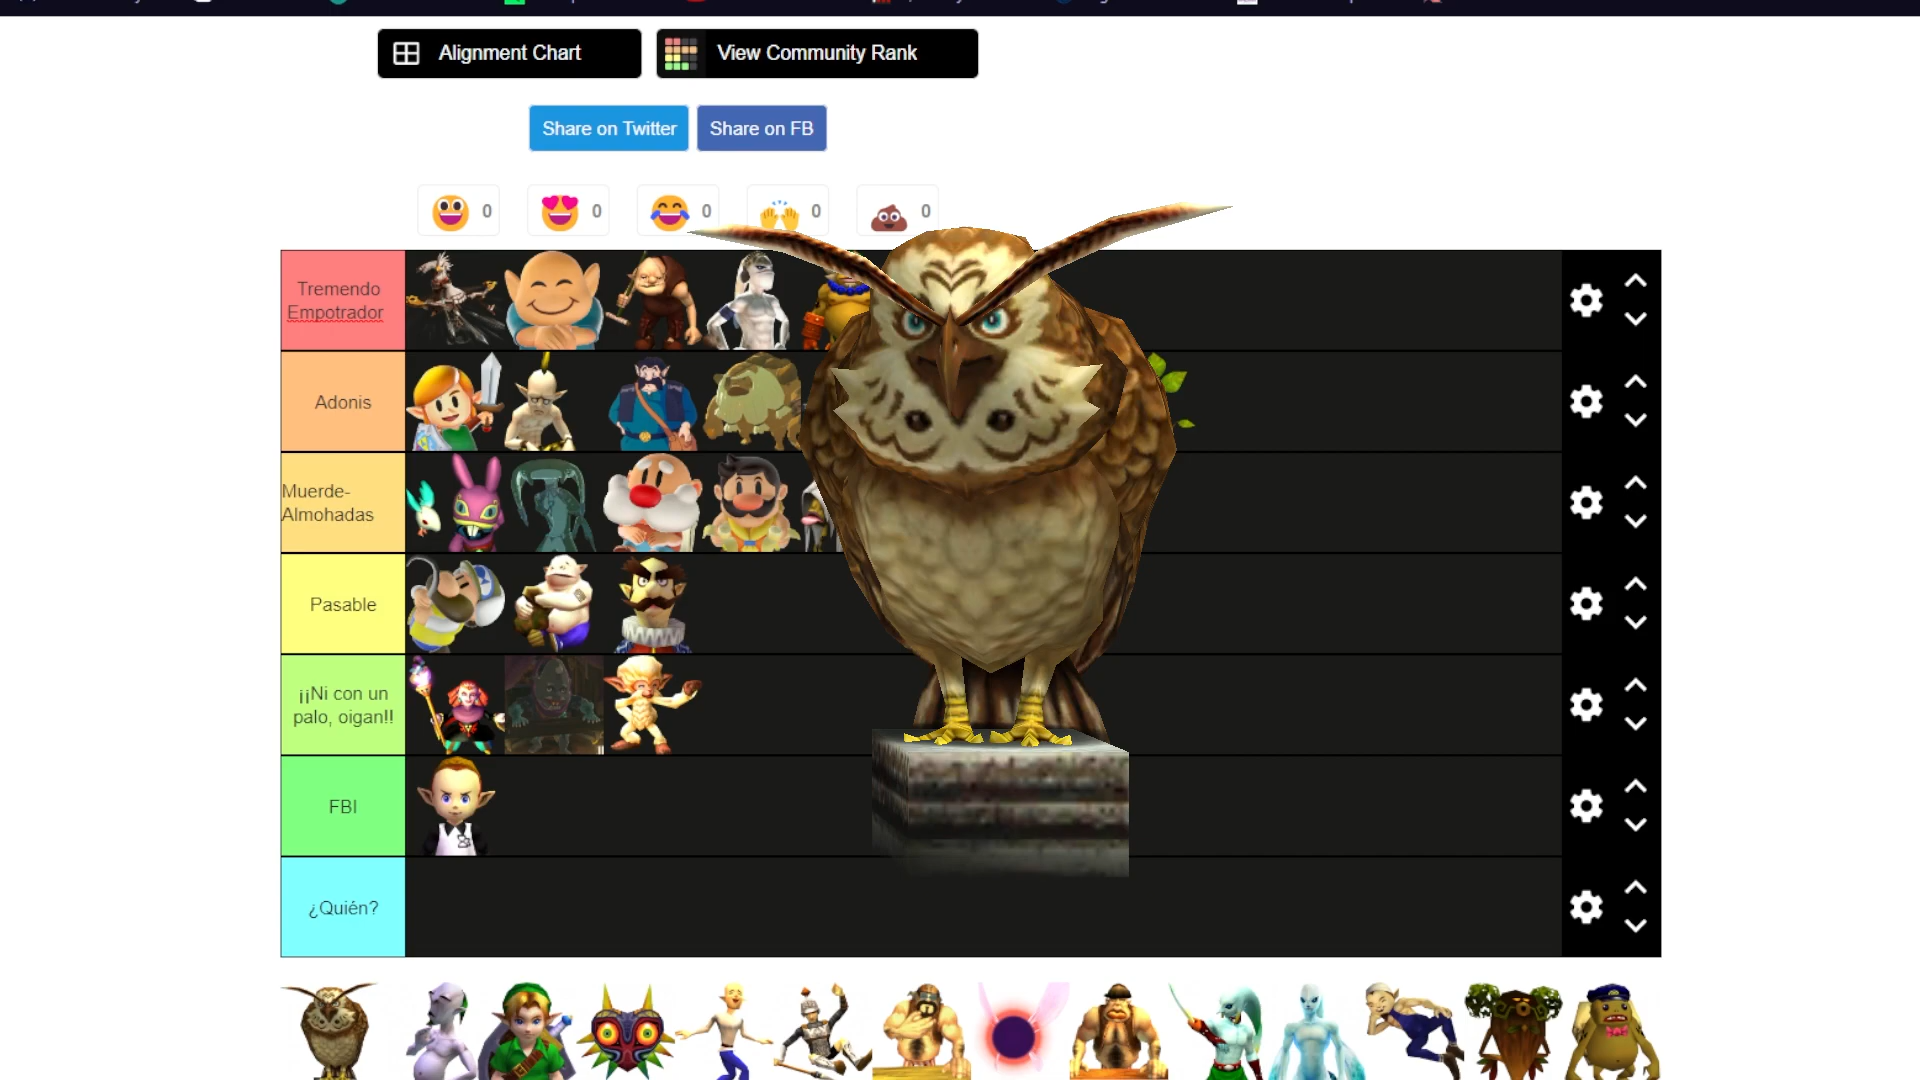 Alignment Chart
View Community Rank
Share on Twitter
Share on FB
0
0
0
0
0
Tremendo
Empotrador
Adonis
Muerde-
Almohadas
Pasable
¡¡Ni con un
palo, oigan!!
FBI
¿Quién?